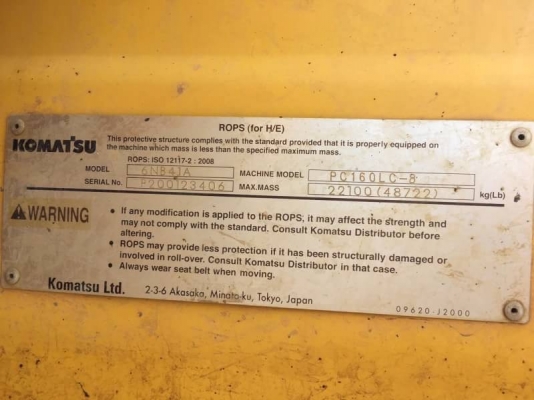 ROPS (for H/E)
KOMATSU
This protective structure complies with the standard provided that it is properly equipped on
the machine which mass is less than the specified maximum mass.
ROPS: ISO 12117-2 : 2008
MODEL 6N841A MACHINE MODEL PC160LC-8
SERIAL No. MAX.MASS 22100(48722) kg(Lb)
WARNING
• If any modification is applied to the ROPS; it may affect the strength and
may not comply with the standard. Consult Komatsu Distributor before
altering.
• ROPS may provide less protection if it has been structurally damaged or
involved in roll-over. Consult Komatsu Distributor in that case.
• Always wear seat belt when moving.
Komatsu Ltd. 2-3-6 Akasaka, Minato-ku, Tokyo, Japan
09620-J2000